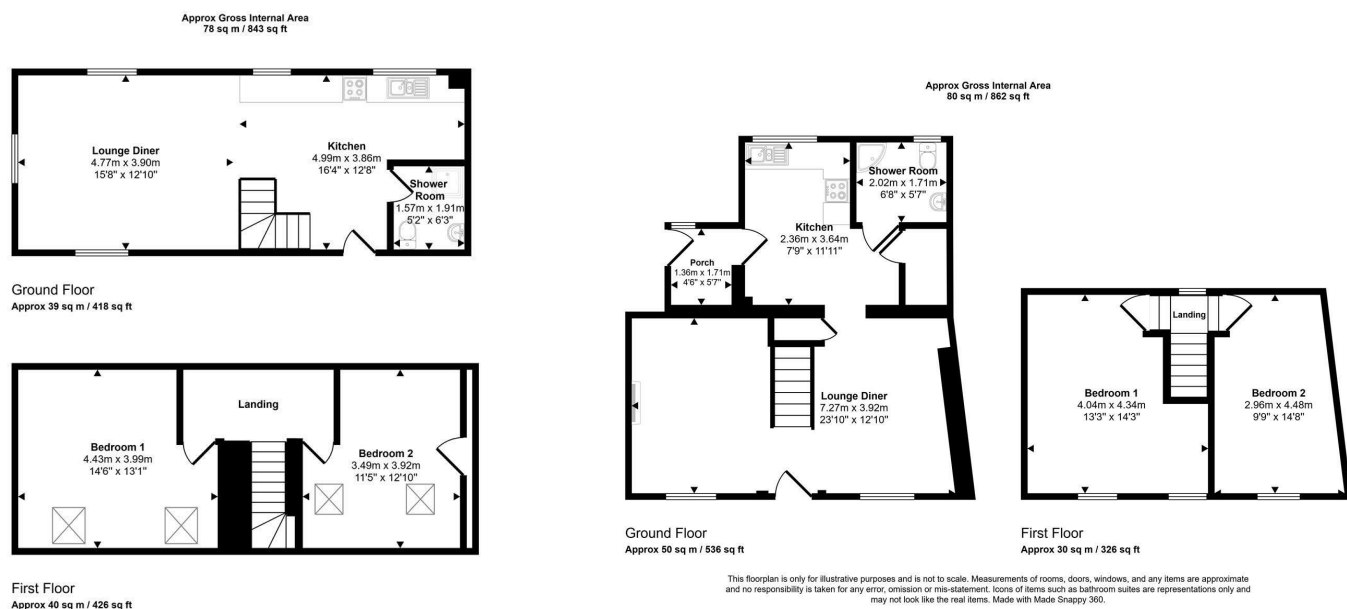 Approx Gross Internal Area
78 sq m / 843 sq ft
Lounge Diner
4.77m x 3.90m
15'8" x 12'10"
Kitchen
4.99m x 3.86m
16'4" x 12'8"
Shower
Room
1.57m x 1.91m
5'2" x 6'3"
Ground Floor
Approx 39 sq m / 418 sq ft
Landing
Bedroom 1
4.43m x 3.99m
14'6" x 13'1"
Bedroom 2
3.49m x 3.92m
11'5" x 12'10"
First Floor
Approx 40 sq m / 426 sq ft
Approx Gross Internal Area
80 sq m / 862 sq ft
Shower Room
2.02m x 1.71m
6'8" x 5'7"
Kitchen
2.36m x 3.64m
7'9" x 11'11"
Porch
1.36m x 1.71m
4'6" x 5'7"
Lounge Diner
7.27m x 3.92m
23'10" x 12'10"
Ground Floor
Approx 50 sq m / 536 sq ft
Landing
Bedroom 1
4.04m x 4.34m
13'3" x 14'3"
Bedroom 2
2.96m x 4.48m
9'9" x 14'8"
First Floor
Approx 30 sq m / 326 sq ft
This floorplan is only for illustrative purposes and is not to scale. Measurements of rooms, doors, windows, and any items are approximate
and no responsibility is taken for any error, omission or mis-statement. Icons of items such as bathroom suites are representations only and
may not look like the real items. Made with Made Snappy 360.